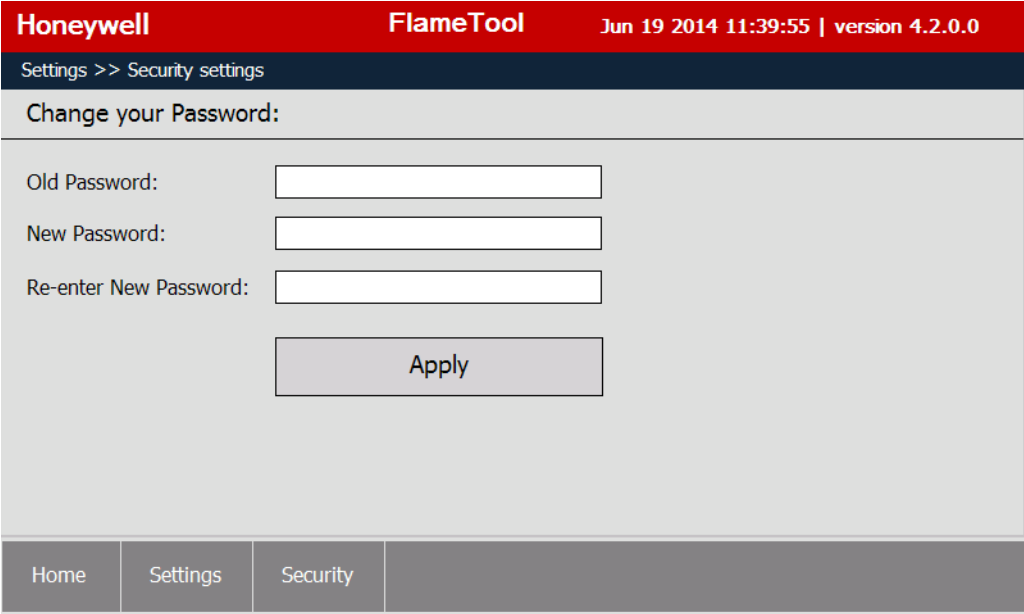 Honeywell FlameTool Jun 19 2014 11:39:55 | version 4.2.0.0
Settings >> Security settings
Change your Password:
Old Password:
New Password:
Re-enter New Password:
Apply
Home Settings Security